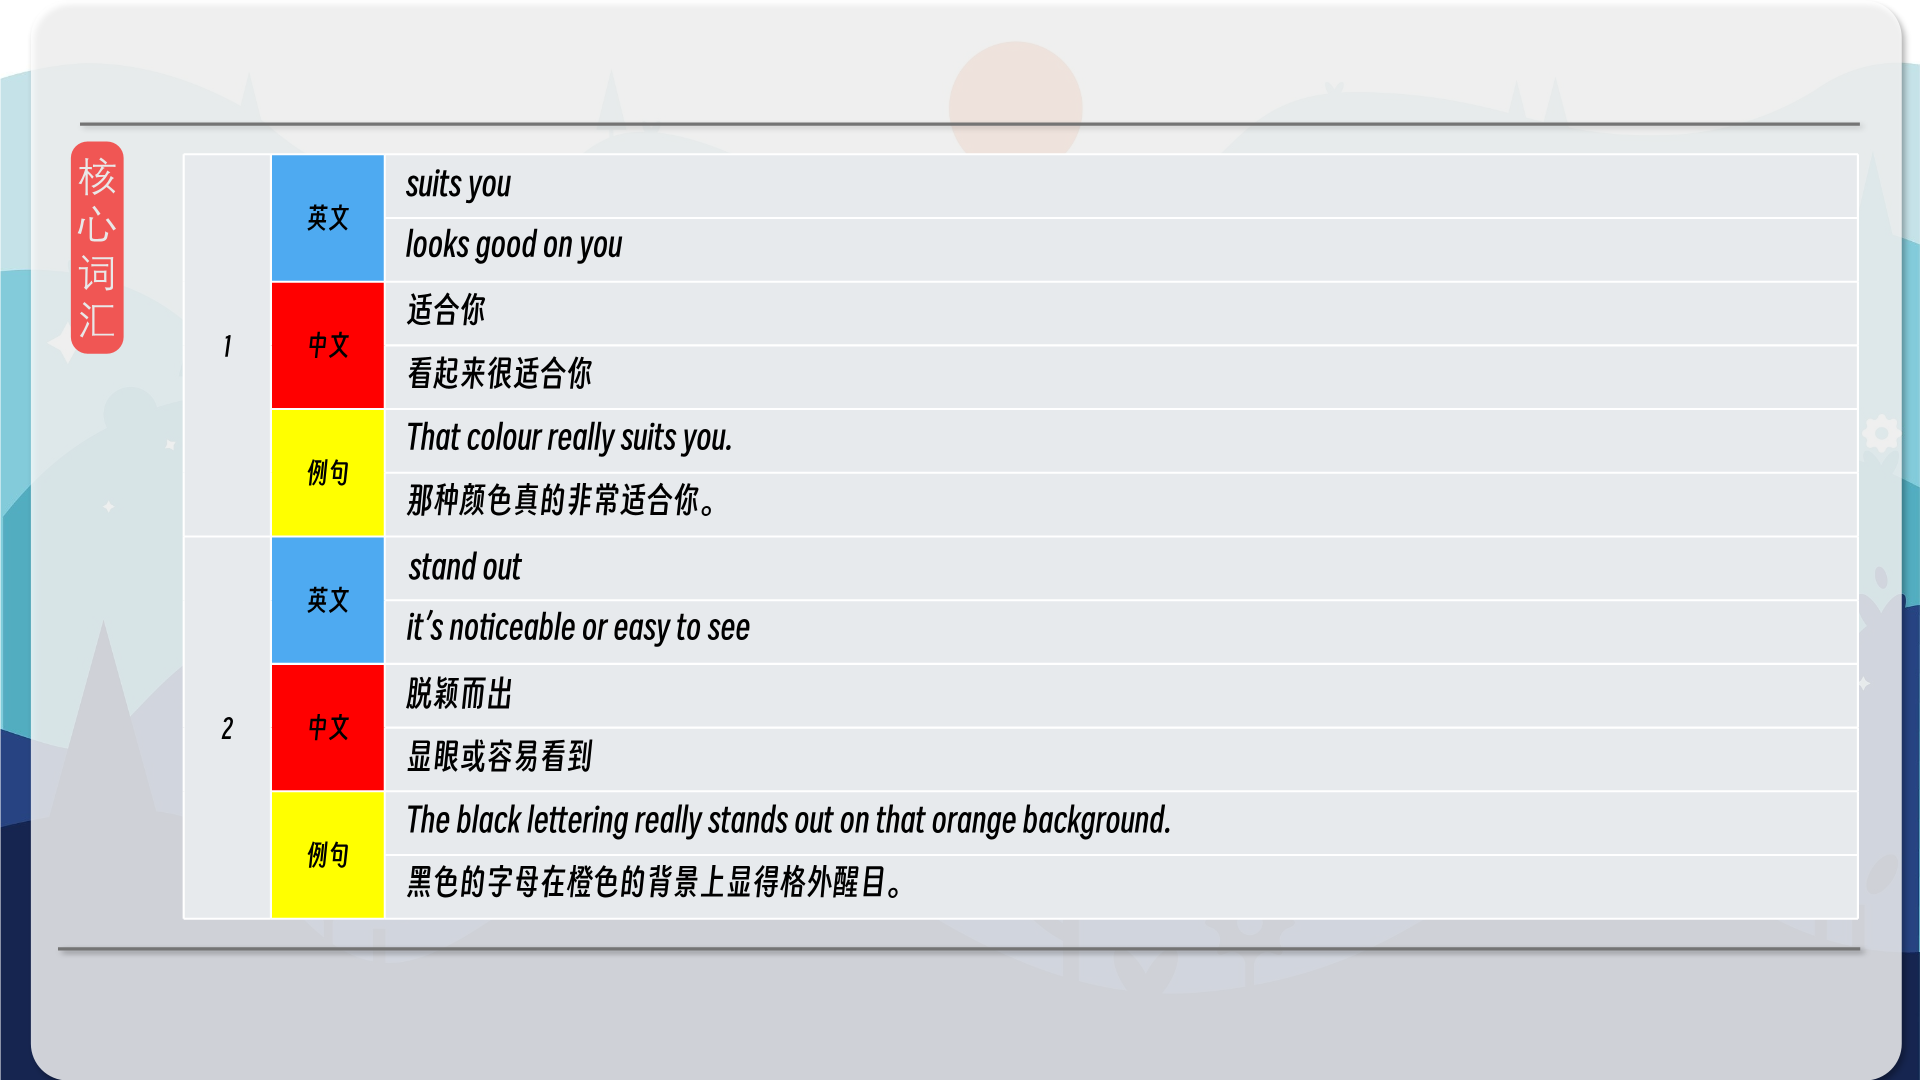 核心词汇
1
英文
suits you
looks good on you
中文
适合你
看起来很适合你
例句
That colour really suits you.
那种颜色真的非常适合你。
2
英文
stand out
it's noticeable or easy to see
中文
脱颖而出
显眼或容易看到
例句
The black lettering really stands out on that orange background.
黑色的字母在橙色的背景上显得格外醒目。